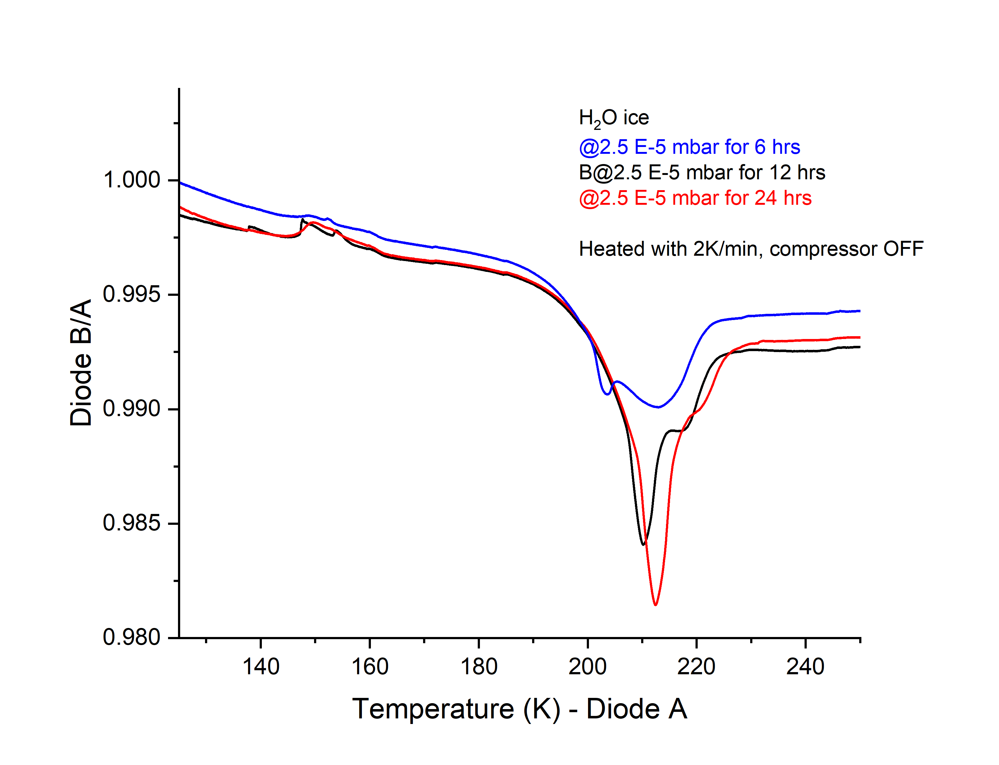 H₂O ice
@2.5 E-5 mbar for 6 hrs
B@2.5 E-5 mbar for 12 hrs
@2.5 E-5 mbar for 24 hrs
Heated with 2K/min, compressor OFF
1.000
0.995
0.990
0.985
0.980
Diode B/A
140 160 180 200 220 240
Temperature (K) - Diode A